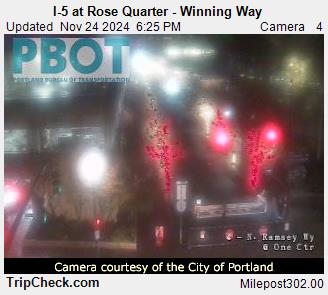 I-5 at Rose Quarter - Winning Way
Updated Nov 24 2024 6:25 PM Camera 4
PBOT
PORTLAND BUREAU OF TRANSPORTATION
← - N. Ramsey Wy
@ One Ctr
Camera courtesy of the City of Portland
TripCheck.com Milepost302.00